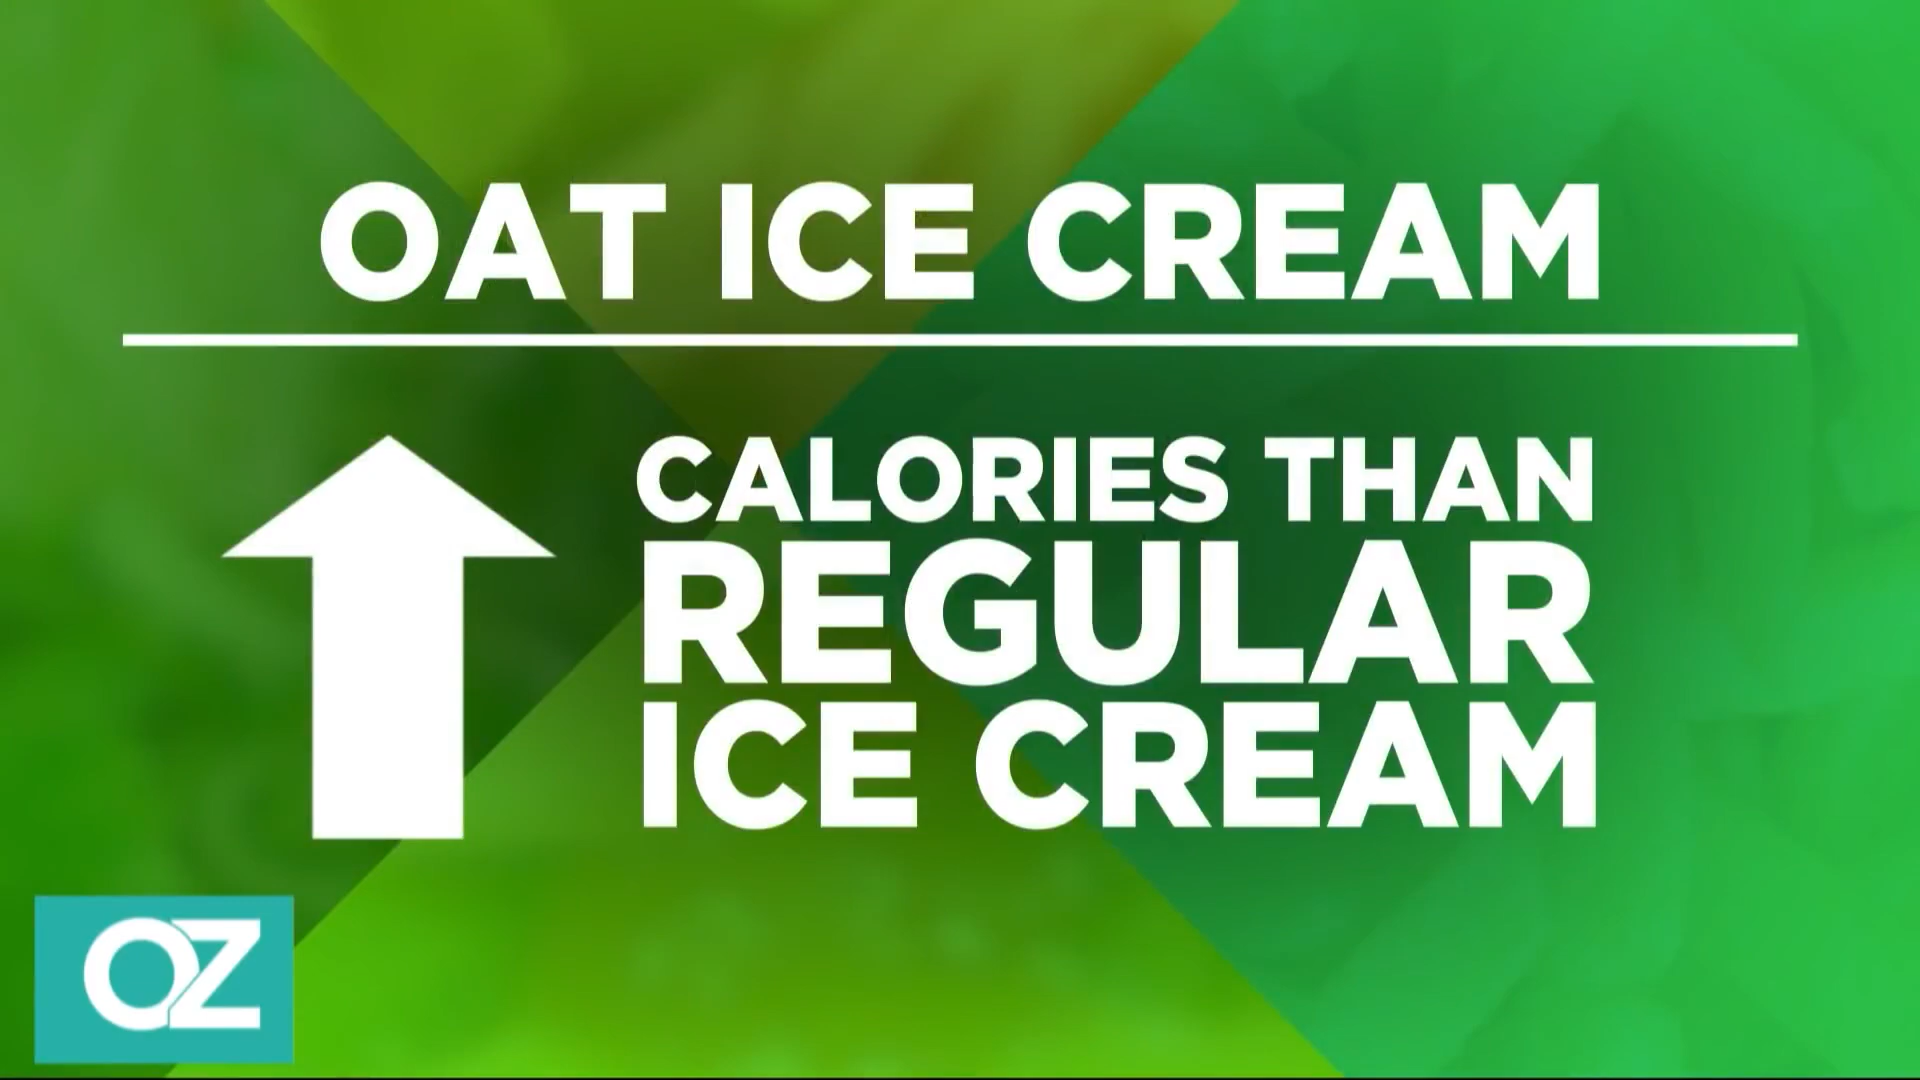 OAT ICE CREAM
CALORIES THAN
REGULAR
ICE CREAM
OZ